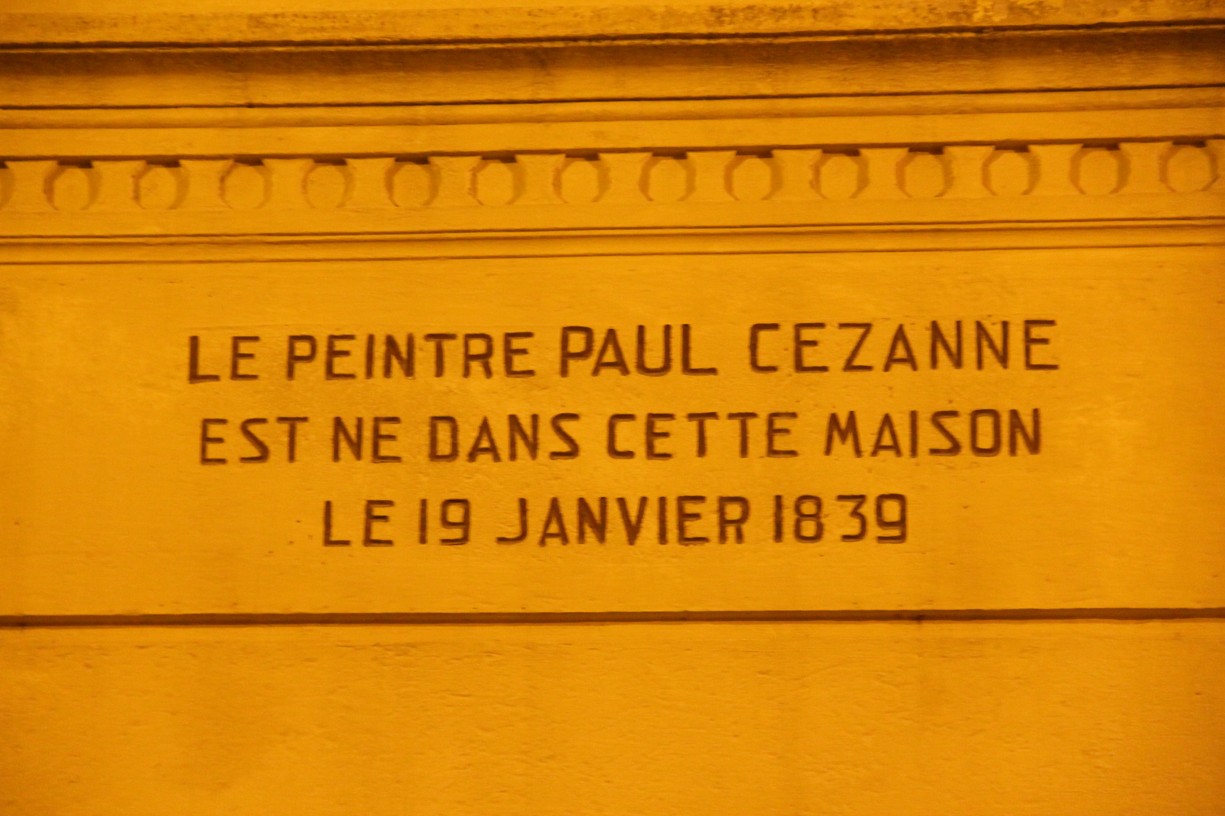 LE PEINTRE PAUL CEZANNE
EST NE DANS CETTE MAISON
LE 19 JANVIER 1839